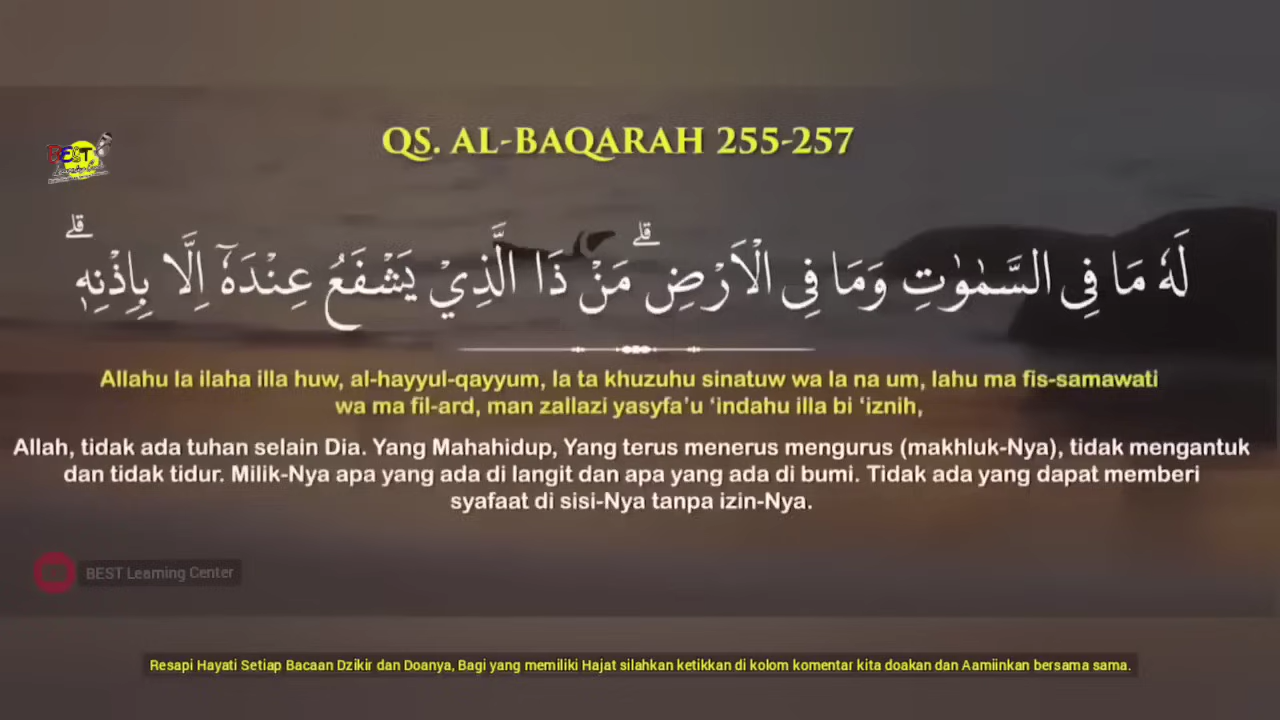 BEST
QS. AL-BAQARAH 255-257
لَهٗ مَا فِى السَّمٰوٰتِ وَمَا فِى الْاَرْضِۗ مَنْ ذَا الَّذِيْ يَشْفَعُ عِنْدَهٗٓ اِلَّا بِاِذْنِهٖۗ
Allahu la ilaha illa huw, al-hayyul-qayyum, la ta khuzuhu sinatuw wa la na um, lahu ma fis-samawati
wa ma fil-ard, man zallazi yasyfa’u ‘indahu illa bi ‘iznih,
Allah, tidak ada tuhan selain Dia. Yang Mahahidup, Yang terus menerus mengurus (makhluk-Nya), tidak mengantuk
dan tidak tidur. Milik-Nya apa yang ada di langit dan apa yang ada di bumi. Tidak ada yang dapat memberi
syafaat di sisi-Nya tanpa izin-Nya.
BEST Learning Center
Resapi Hayati Setiap Bacaan Dzikir dan Doanya, Bagi yang memiliki Hajat silahkan ketikkan di kolom komentar kita doakan dan Aamiinkan bersama sama.